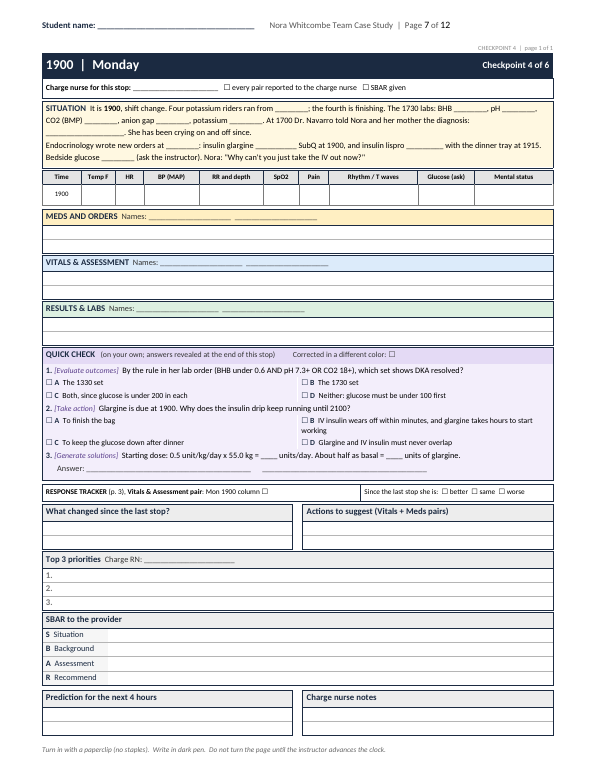 Student name: ___________________________________ Nora Whitcombe Team Case Study | Page 7 of 12
CHECKPOINT 4 | page 1 of 1
1900 | Monday Checkpoint 4 of 6
Charge nurse for this stop: ____________________ ☐ every pair reported to the charge nurse ☐ SBAR given
SITUATION It is 1900, shift change. Four potassium riders ran from ________; the fourth is finishing. The 1730 labs: BHB ________, pH ________,
CO2 (BMP) ________, anion gap ________, potassium ________. At 1700 Dr. Navarro told Nora and her mother the diagnosis:
___________________. She has been crying on and off since.
Endocrinology wrote new orders at ________: insulin glargine ________ SubQ at 1900, and insulin lispro ________ with the dinner tray at 1915.
Bedside glucose ________ (ask the instructor). Nora: "Why can't you just take the IV out now?"
Time Temp F HR BP (MAP) RR and depth SpO2 Pain Rhythm / T waves Glucose (ask) Mental status
1900
MEDS AND ORDERS Names: ____________________ ____________________
VITALS & ASSESSMENT Names: ____________________ ____________________
RESULTS & LABS Names: ____________________ ____________________
QUICK CHECK (on your own; answers revealed at the end of this stop) Corrected in a different color: ☐
1. [Evaluate outcomes] By the rule in her lab order (BHB under 0.6 AND pH 7.3+ OR CO2 18+), which set shows DKA resolved?
☐ A The 1330 set ☐ B The 1730 set
☐ C Both, since glucose is under 200 in each ☐ D Neither: glucose must be under 100 first
2. [Take action] Glargine is due at 1900. Why does the insulin drip keep running until 2100?
☐ A To finish the bag ☐ B IV insulin wears off within minutes, and glargine takes hours to start
working
☐ C To keep the glucose down after dinner ☐ D Glargine and IV insulin must never overlap
3. [Generate solutions] Starting dose: 0.5 unit/kg/day x 55.0 kg = ____ units/day. About half as basal = ____ units of glargine.
Answer: ________________________________________ ________________________________________
RESPONSE TRACKER (p. 3), Vitals & Assessment pair: Mon 1900 column ☐ Since the last stop she is: ☐ better ☐ same ☐ worse
What changed since the last stop? Actions to suggest (Vitals + Meds pairs)
Top 3 priorities Charge RN: ______________________
1.
2.
3.
SBAR to the provider
S Situation
B Background
A Assessment
R Recommend
Prediction for the next 4 hours Charge nurse notes
Turn in with a paperclip (no staples). Write in dark pen. Do not turn the page until the instructor advances the clock.